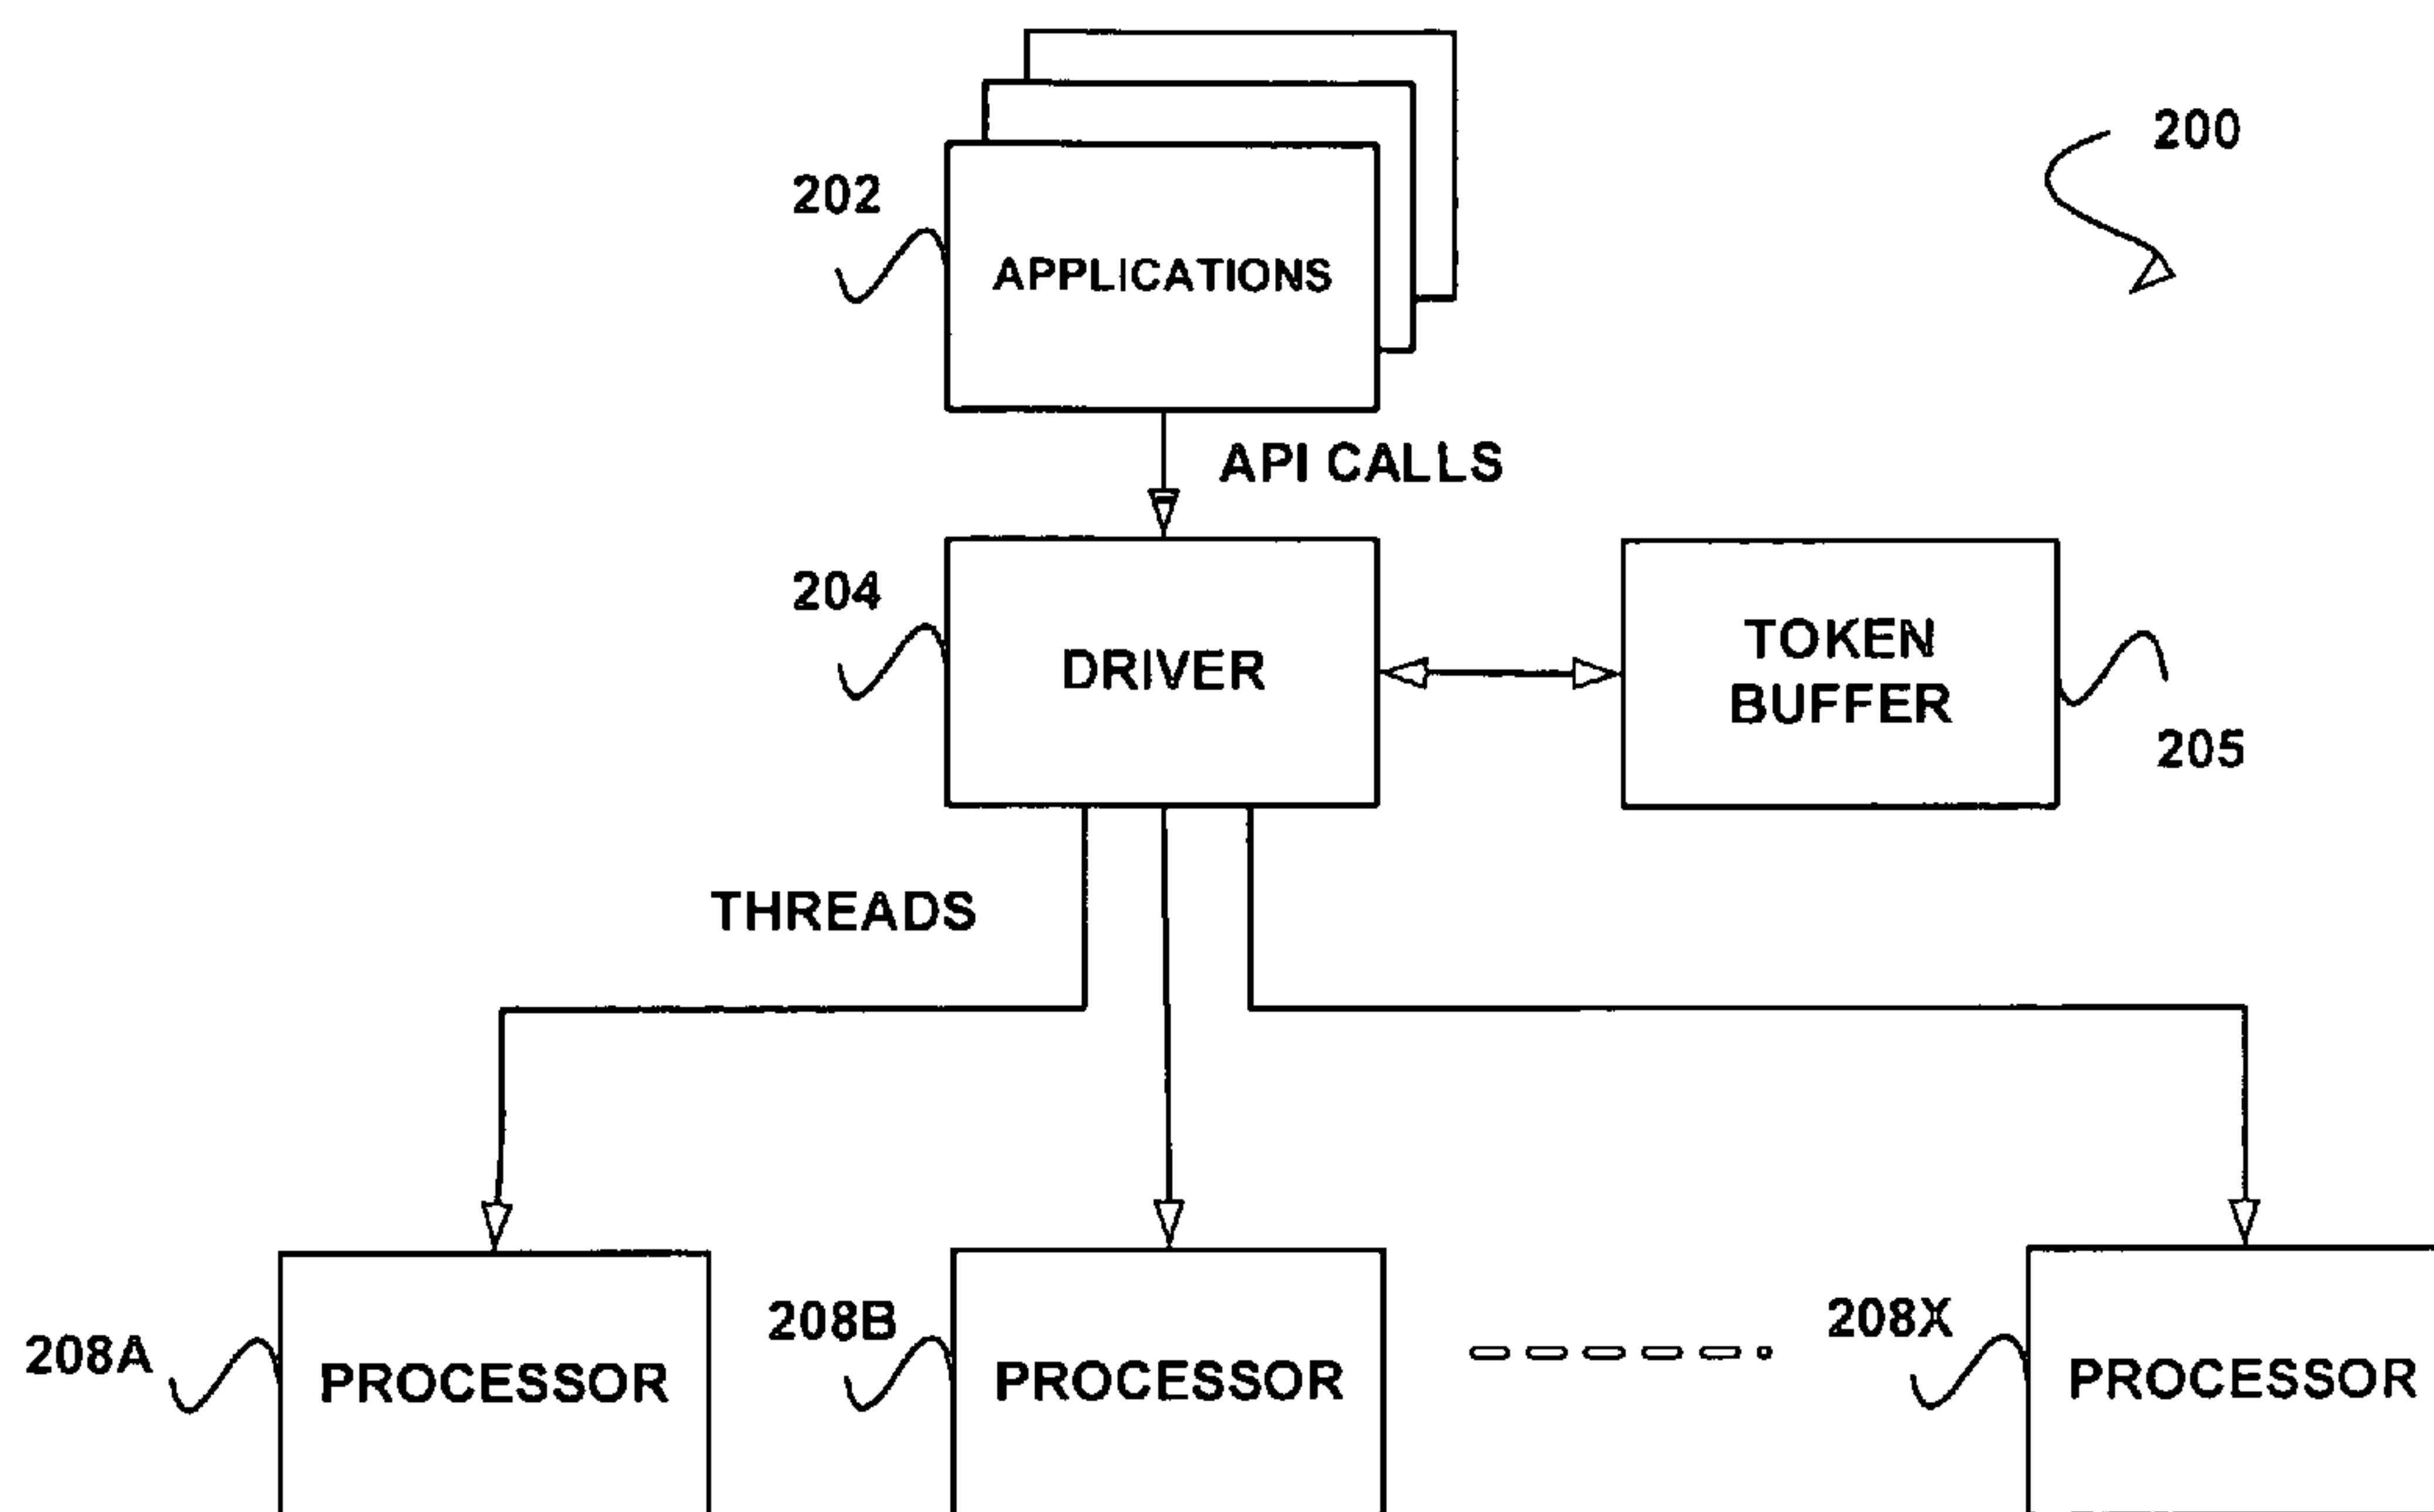 200
202
APPLICATIONS
API CALLS
204
DRIVER
TOKEN
BUFFER
205
THREADS
208A
PROCESSOR
208B
PROCESSOR
208X
PROCESSOR